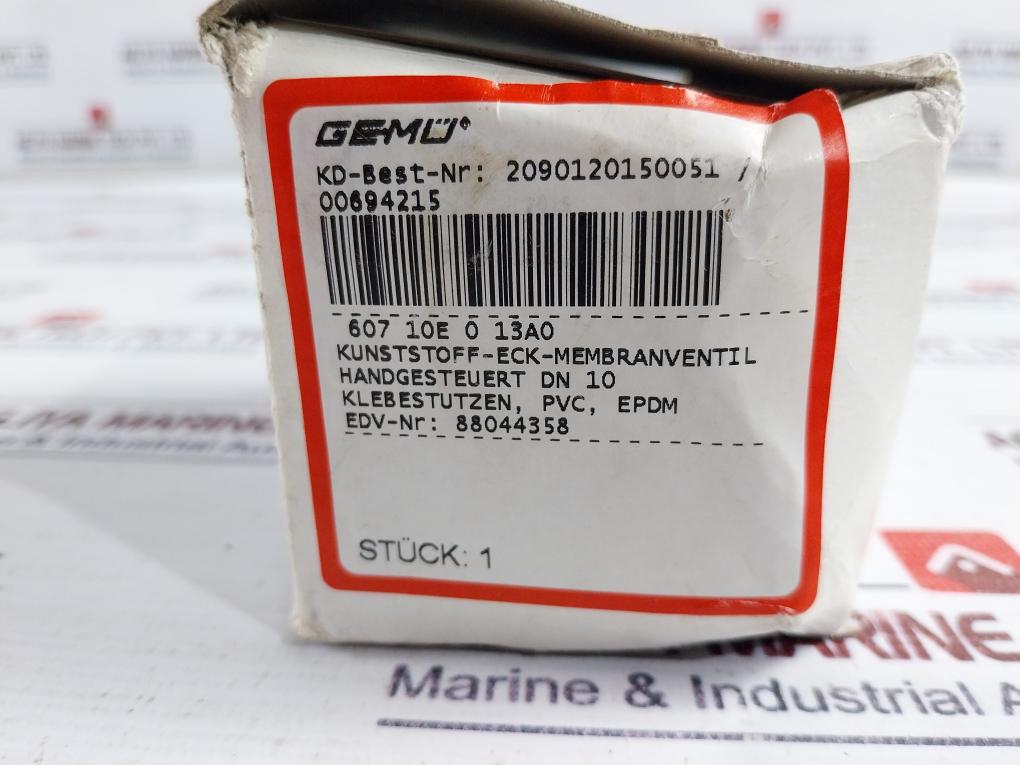 GEMÜ®
KD-Best-Nr: 2090120150051 /
00694215
607 10E 0 13A0
KUNSTSTOFF-ECK-MEMBRANVENTIL
HANDGESTEUERT DN 10
KLEBESTUTZEN, PVC, EPDM
EDV-Nr: 88044358
STÜCK: 1
MARINE
Marine & Industrial